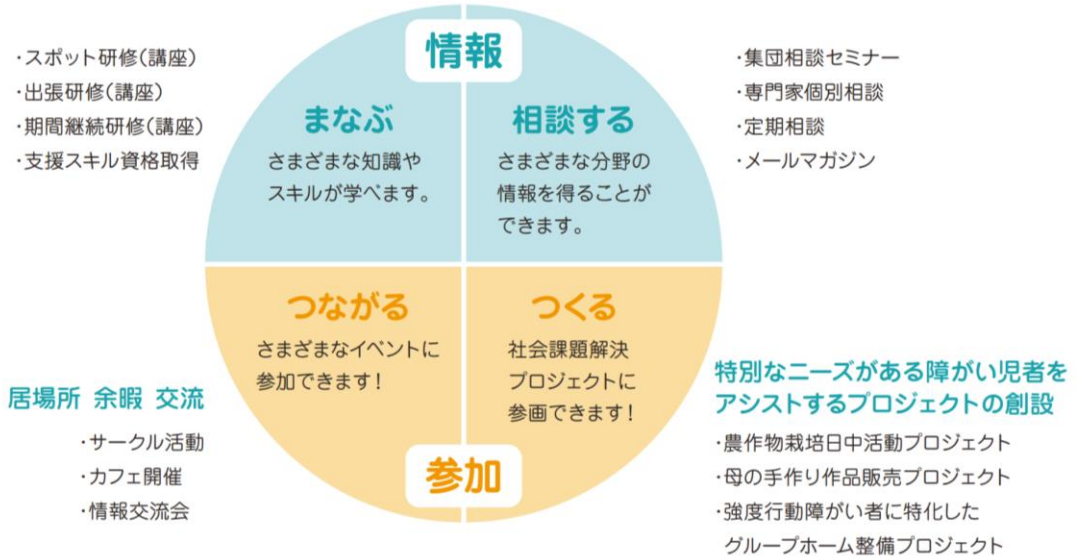 情報
・スポット研修(講座)
・出張研修(講座)
・期間継続研修(講座)
・支援スキル資格取得
まなぶ
さまざまな知識や
スキルが学べます。
相談する
さまざまな分野の
情報を得ることが
できます。
・集団相談セミナー
・専門家個別相談
・定期相談
・メールマガジン
つながる
さまざまなイベントに
参加できます!
居場所 余暇 交流
・サークル活動
・カフェ開催
・情報交流会
つくる
社会課題解決
プロジェクトに
参画できます!
特別なニーズがある障がい児者を
アシストするプロジェクトの創設
・農作物栽培日中活動プロジェクト
・母の手作り作品販売プロジェクト
・強度行動障がい者に特化した
グループホーム整備プロジェクト
参加